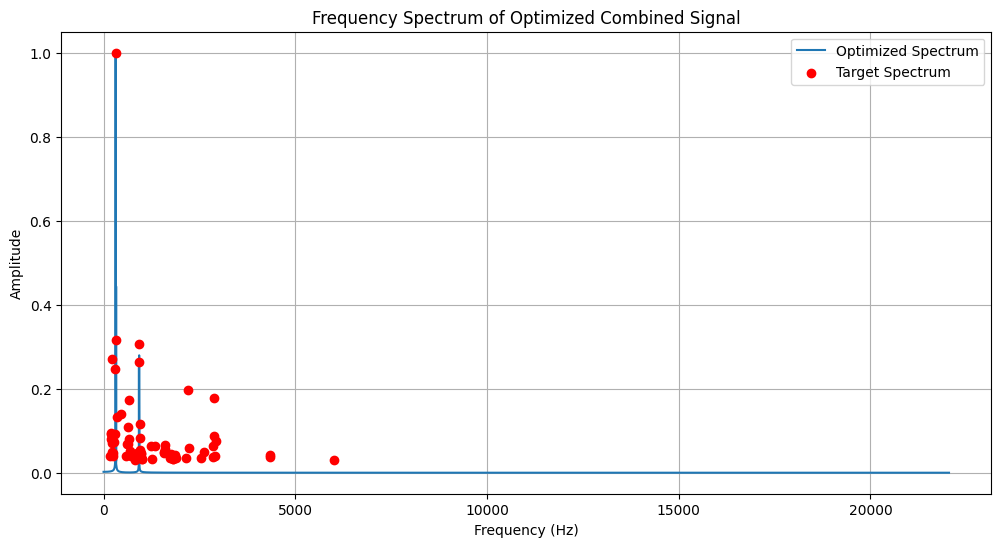 Frequency Spectrum of Optimized Combined Signal
Optimized Spectrum
Target Spectrum
Amplitude
1.0
0.8
0.6
0.4
0.2
0.0
0
5000
10000
15000
20000
Frequency (Hz)